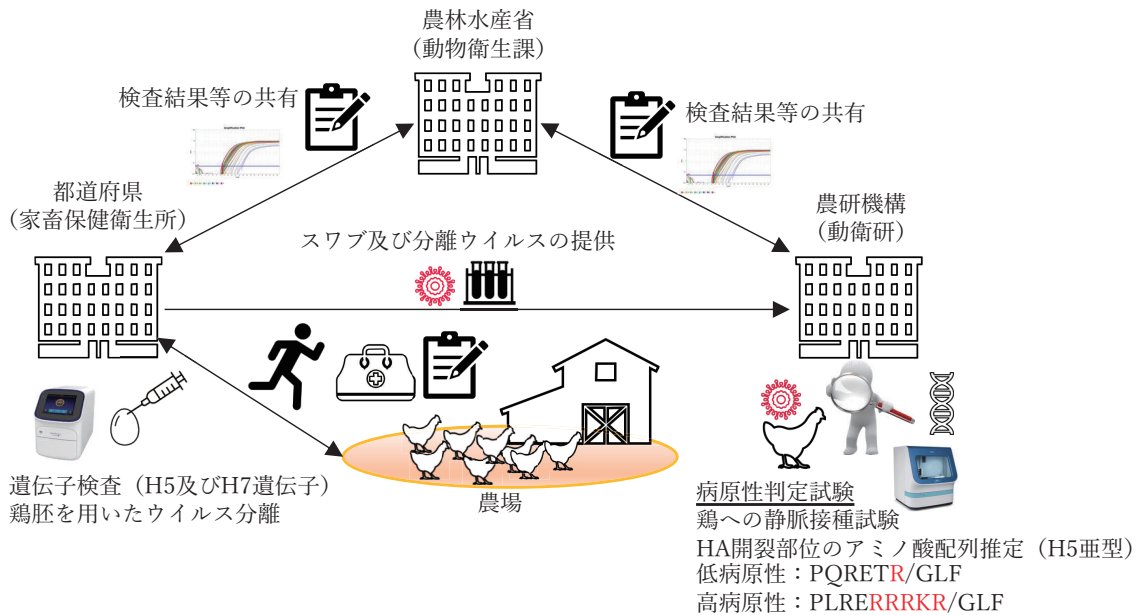 農林水産省
（動物衛生課）
検査結果等の共有
検査結果等の共有
都道府県
（家畜保健衛生所）
農研機構
（動衛研）
スワブ及び分離ウイルスの提供
遺伝子検査（H5及びH7遺伝子）
鶏胚を用いたウイルス分離
農場
病原性判定試験
鶏への静脈接種試験
HA開裂部位のアミノ酸配列推定（H5亜型）
低病原性：PQRETR/GLF
高病原性：PLRERRRKR/GLF